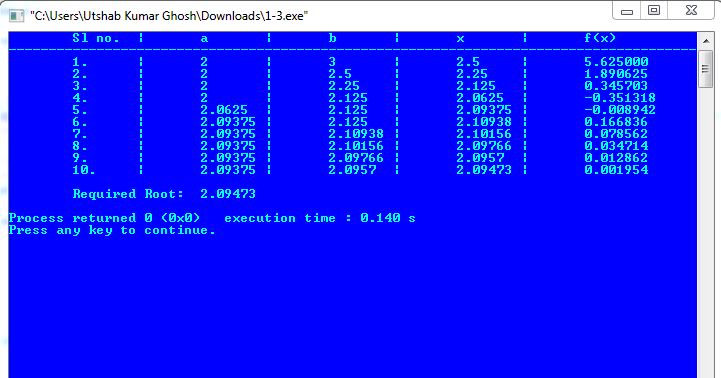 "C:\Users\Utshab Kumar Ghosh\Downloads\1-3.exe"
Sl no. | a | b | x | f(x)
1. | 2 | 3 | 2.5 | 5.625000
2. | 2 | 2.5 | 2.25 | 1.890625
3. | 2 | 2.25 | 2.125 | 0.345703
4. | 2 | 2.125 | 2.0625 | -0.351318
5. | 2.0625 | 2.125 | 2.09375 | -0.008942
6. | 2.09375 | 2.125 | 2.10938 | 0.166836
7. | 2.09375 | 2.10938 | 2.10156 | 0.078562
8. | 2.09375 | 2.10156 | 2.09766 | 0.034714
9. | 2.09375 | 2.09766 | 2.0957 | 0.012862
10. | 2.09375 | 2.0957 | 2.09473 | 0.001954
Required Root: 2.09473
Process returned 0 (0x0) execution time : 0.140 s
Press any key to continue.